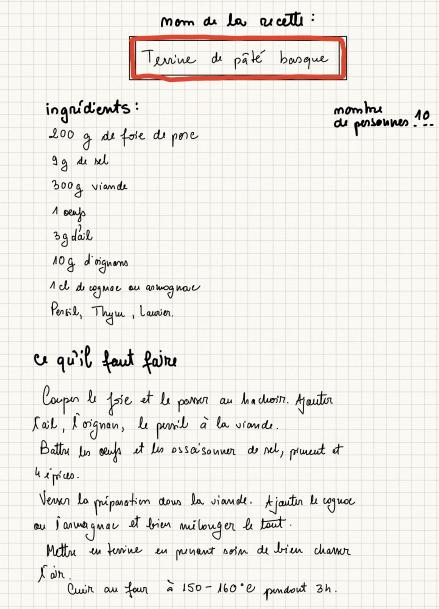 nom de la recette :
Terrine de pâté basque
ingrédients :
nombre
de personnes 10
200 g de foie de porc
9g de sel
300g viande
1 oeufs
3g d'ail
10g d'oignons
1 cl de cognac ou armagnac
Persil, Thym, Laurier.
ce qu'il faut faire
Couper le foie et le passer au hachoir. Ajouter
l'ail, l'oignon, le persil à la viande.
Battre les oeufs et les assaisonner de sel, piment et
4 épices.
Verser la préparation dans la viande. Ajouter le cognac
ou l'armagnac et bien mélanger le tout.
Mettre en terrine en prenant soin de bien chasser
l'air.
Cuir au four à 150-160°c pendant 3h.